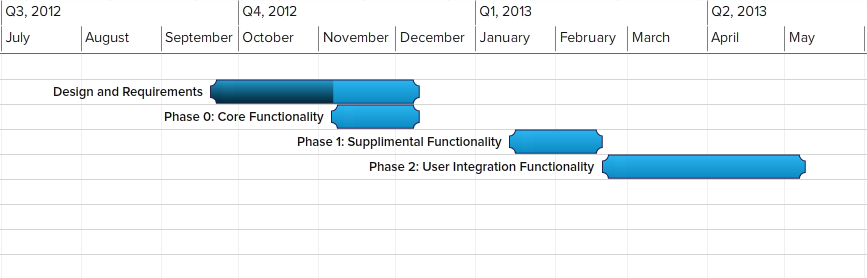 Q3, 2012 Q4, 2012 Q1, 2013 Q2, 2013
July August September October November December January February March April May
Design and Requirements
Phase 0: Core Functionality
Phase 1: Supplimental Functionality
Phase 2: User Integration Functionality